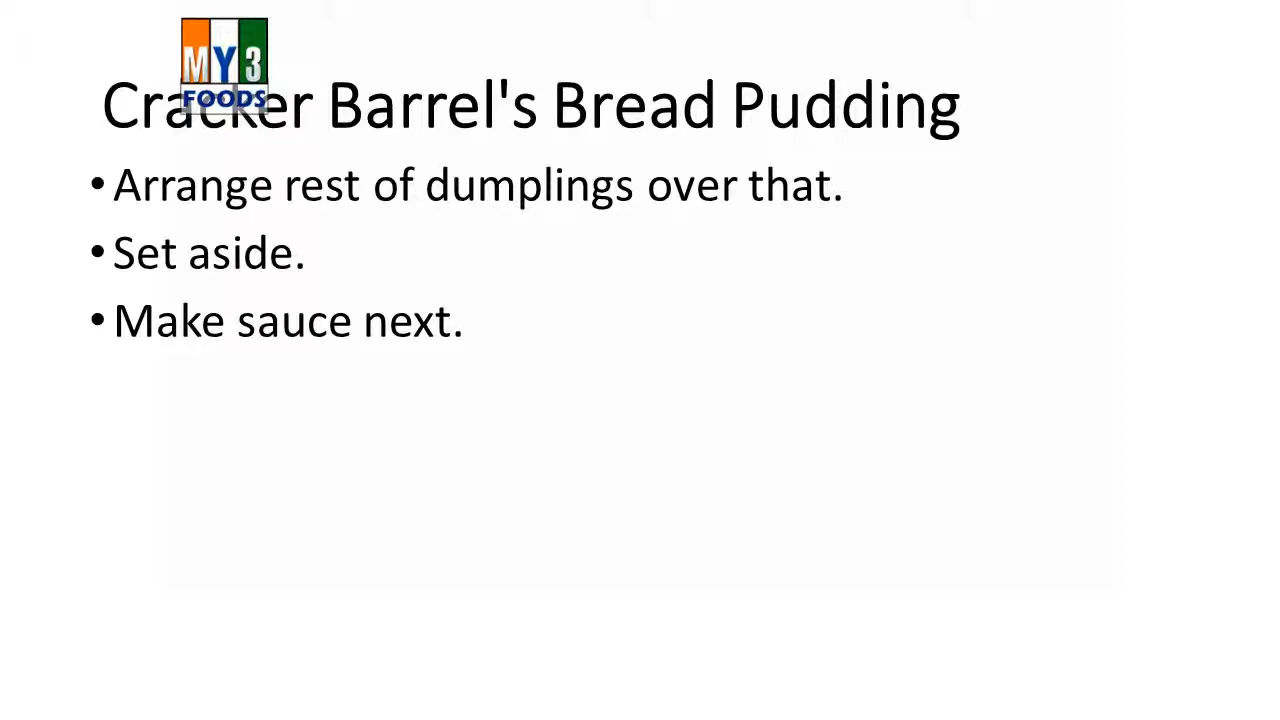 MY3
FOODS
Cracker Barrel's Bread Pudding
• Arrange rest of dumplings over that.
• Set aside.
• Make sauce next.